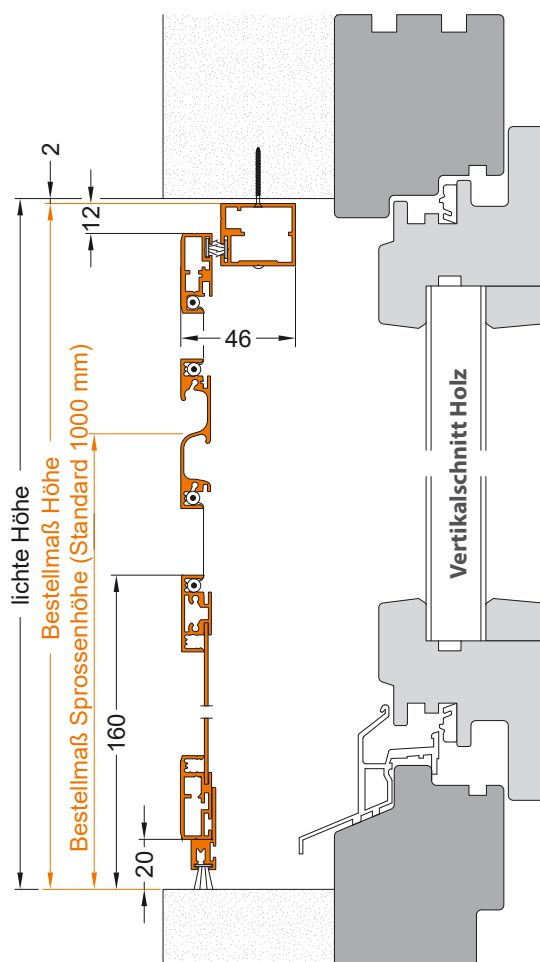 2
12
46
lichte Höhe
Bestellmaß Höhe
Bestellmaß Sprossenhöhe (Standard 1000 mm)
160
20
Vertikalschnitt Holz